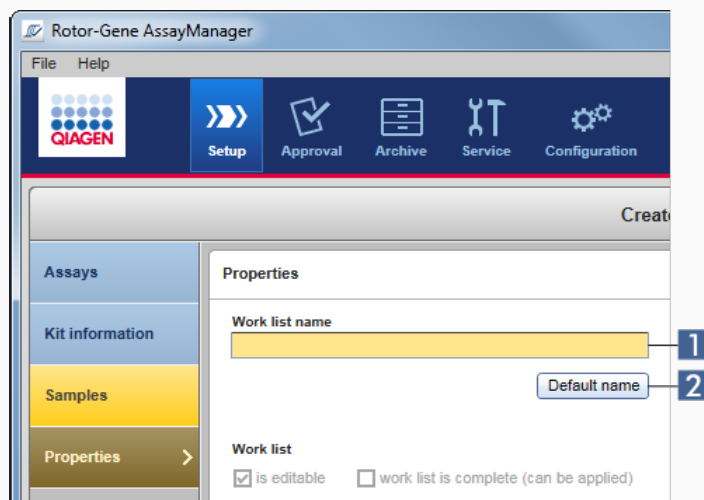 Rotor-Gene AssayManager
File Help
QIAGEN
Setup Approval Archive Service Configuration
Assays
Properties
Work list name
1
Kit information
Default name
2
Samples
Work list
Properties
is editable work list is complete (can be applied)